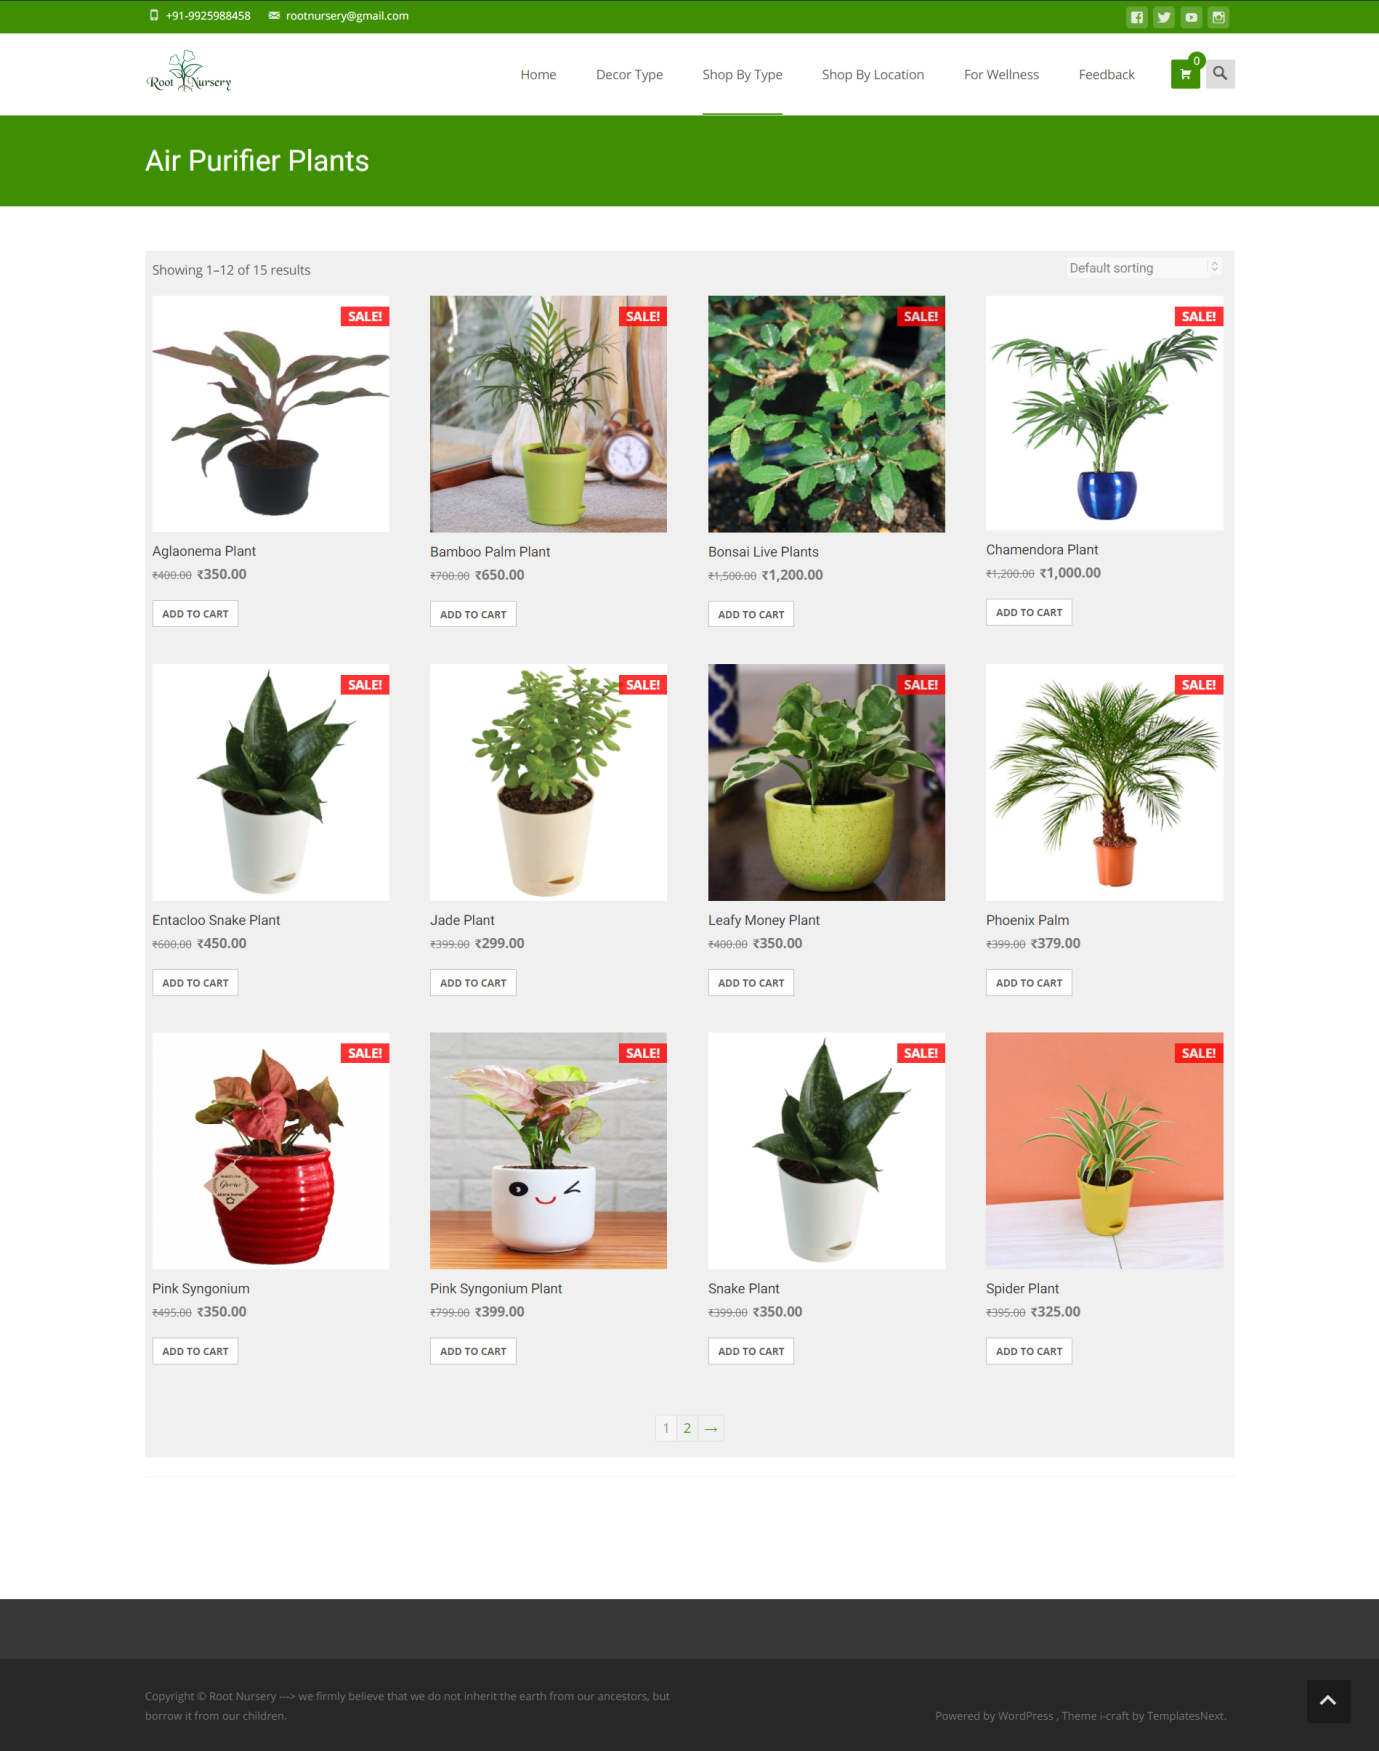 +91-9925988458 rootnursery@gmail.com
Root Nursery
Home Decor Type Shop By Type Shop By Location For Wellness Feedback 0
Air Purifier Plants
Showing 1–12 of 15 results Default sorting
SALE! SALE! SALE! SALE!
Aglaonema Plant Bamboo Palm Plant Bonsai Live Plants Chamendora Plant
₹400.00 ₹350.00 ₹700.00 ₹650.00 ₹1,500.00 ₹1,200.00 ₹1,200.00 ₹1,000.00
ADD TO CART ADD TO CART ADD TO CART ADD TO CART
SALE! SALE! SALE! SALE!
Entacloo Snake Plant Jade Plant Leafy Money Plant Phoenix Palm
₹600.00 ₹450.00 ₹399.00 ₹299.00 ₹400.00 ₹350.00 ₹399.00 ₹379.00
ADD TO CART ADD TO CART ADD TO CART ADD TO CART
SALE! SALE! SALE! SALE!
Grow
Pink Syngonium Pink Syngonium Plant Snake Plant Spider Plant
₹495.00 ₹350.00 ₹799.00 ₹399.00 ₹399.00 ₹350.00 ₹395.00 ₹325.00
ADD TO CART ADD TO CART ADD TO CART ADD TO CART
1 2 →
Copyright © Root Nursery ---> we firmly believe that we do not inherit the earth from our ancestors, but
borrow it from our children.
Powered by WordPress , Theme i-craft by TemplatesNext.